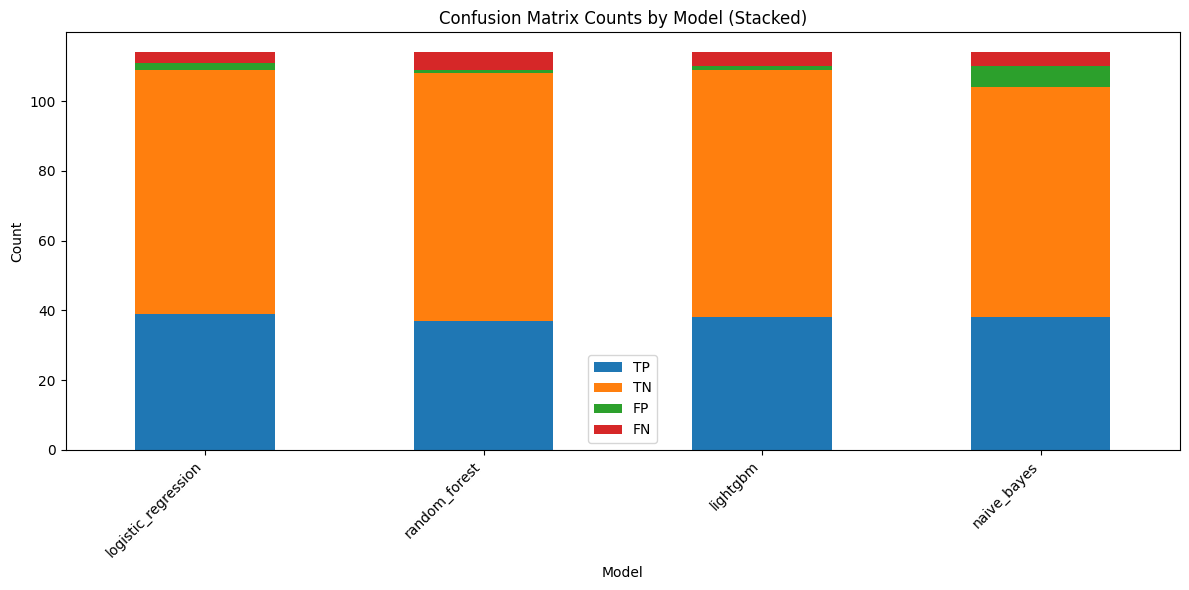 Confusion Matrix Counts by Model (Stacked)
Count
100
80
60
40
20
0
TP
TN
FP
FN
logistic_regression
random_forest
lightgbm
naive_bayes
Model